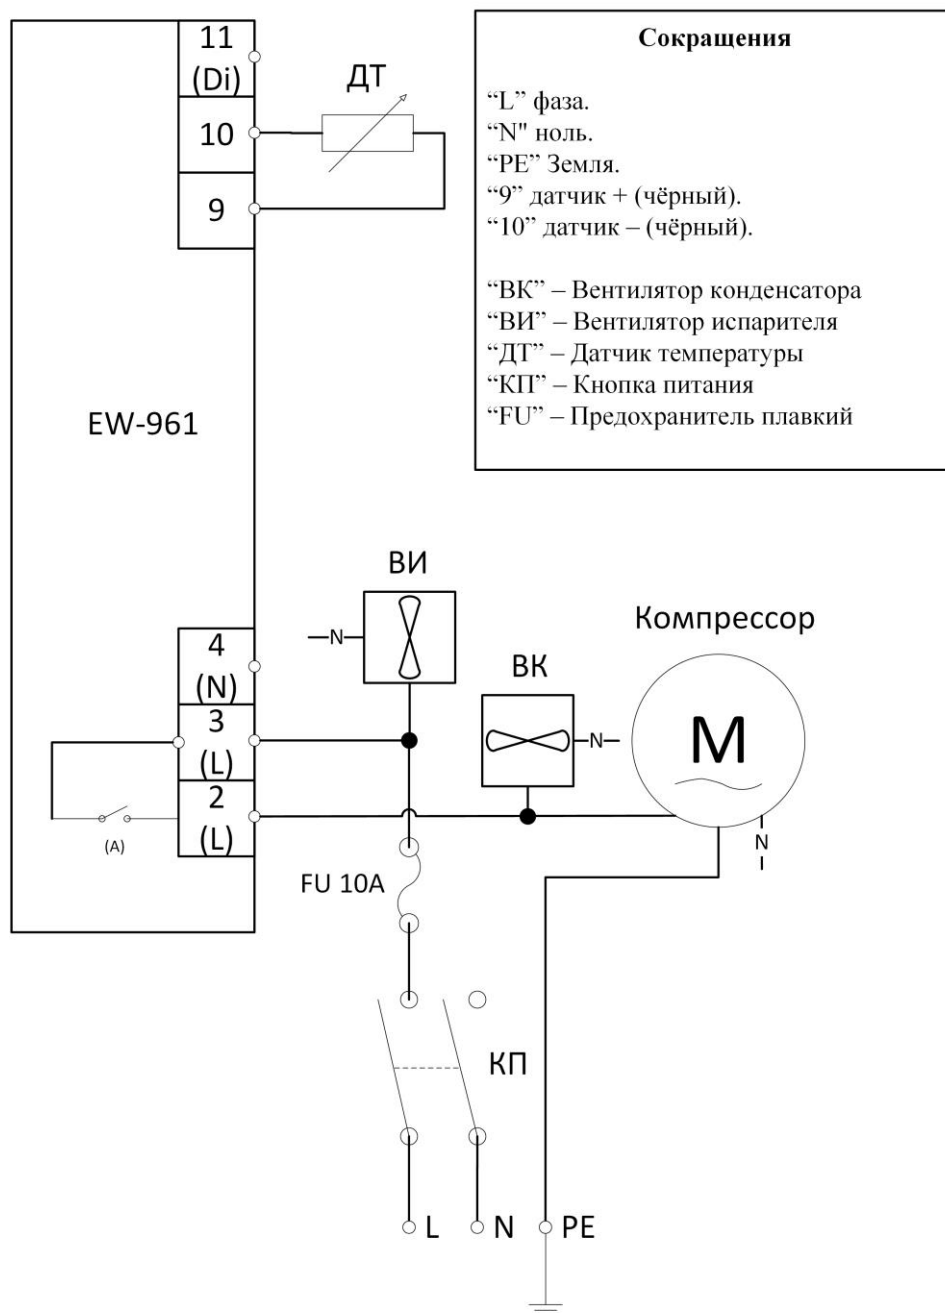 11
(Di)
ДТ
10
9
Сокращения
“L” фаза.
“N" ноль.
“PE” Земля.
“9” датчик + (чёрный).
“10” датчик – (чёрный).
“ВК” – Вентилятор конденсатора
“ВИ” – Вентилятор испарителя
“ДТ” – Датчик температуры
“КП” – Кнопка питания
“FU” – Предохранитель плавкий
EW-961
ВИ
N
Компрессор
ВК
N
M
4
(N)
3
(L)
2
(L)
(A)
N
FU 10A
КП
L
N
PE